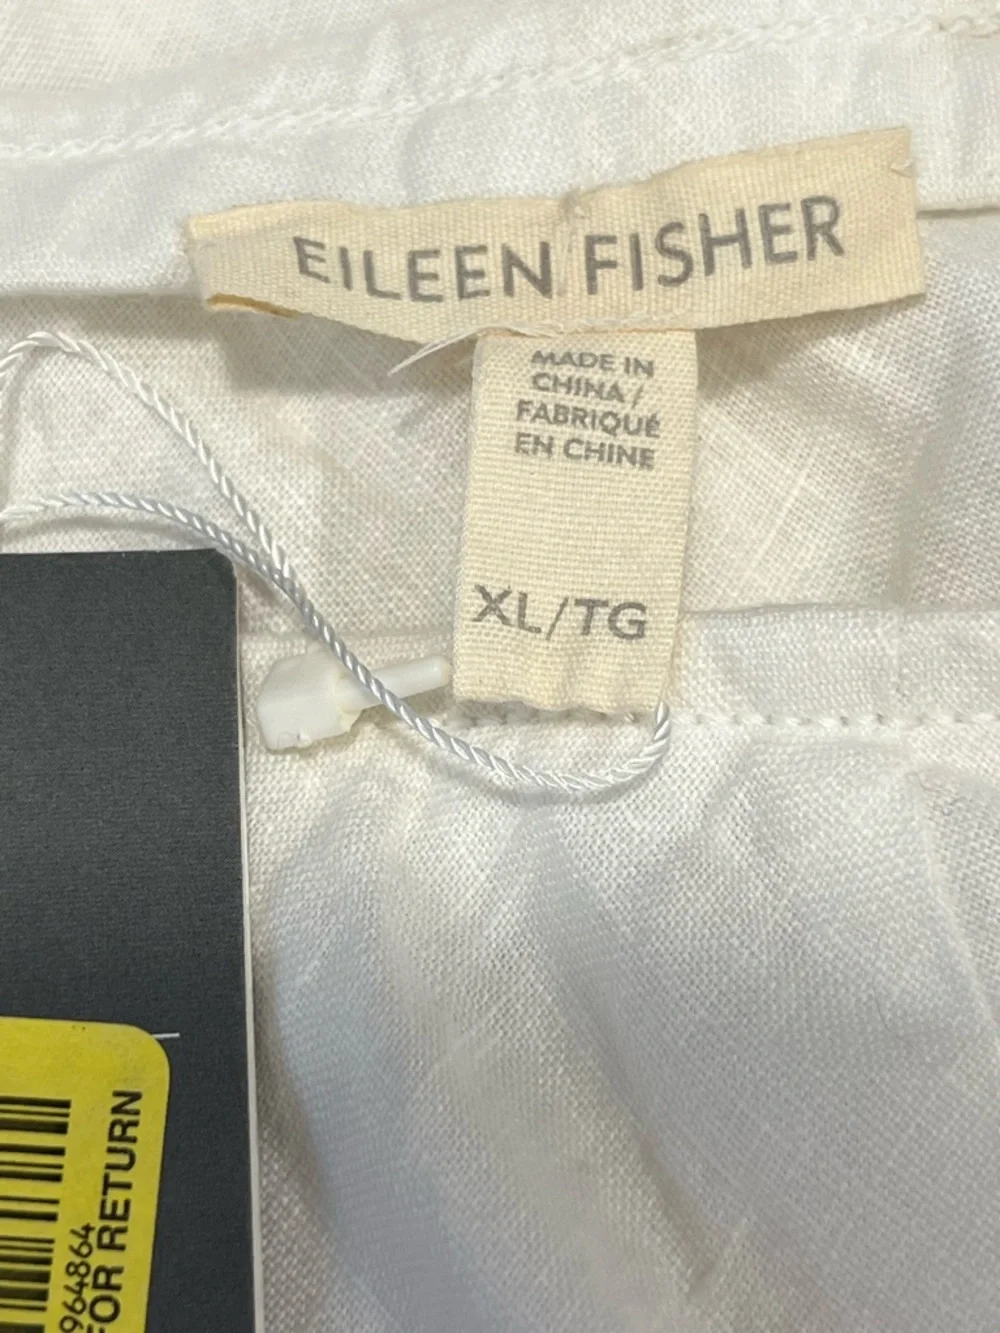 EILEEN FISHER
MADE IN
CHINA /
FABRIQUÉ
EN CHINE
XL/TG
964864
FOR RETURN